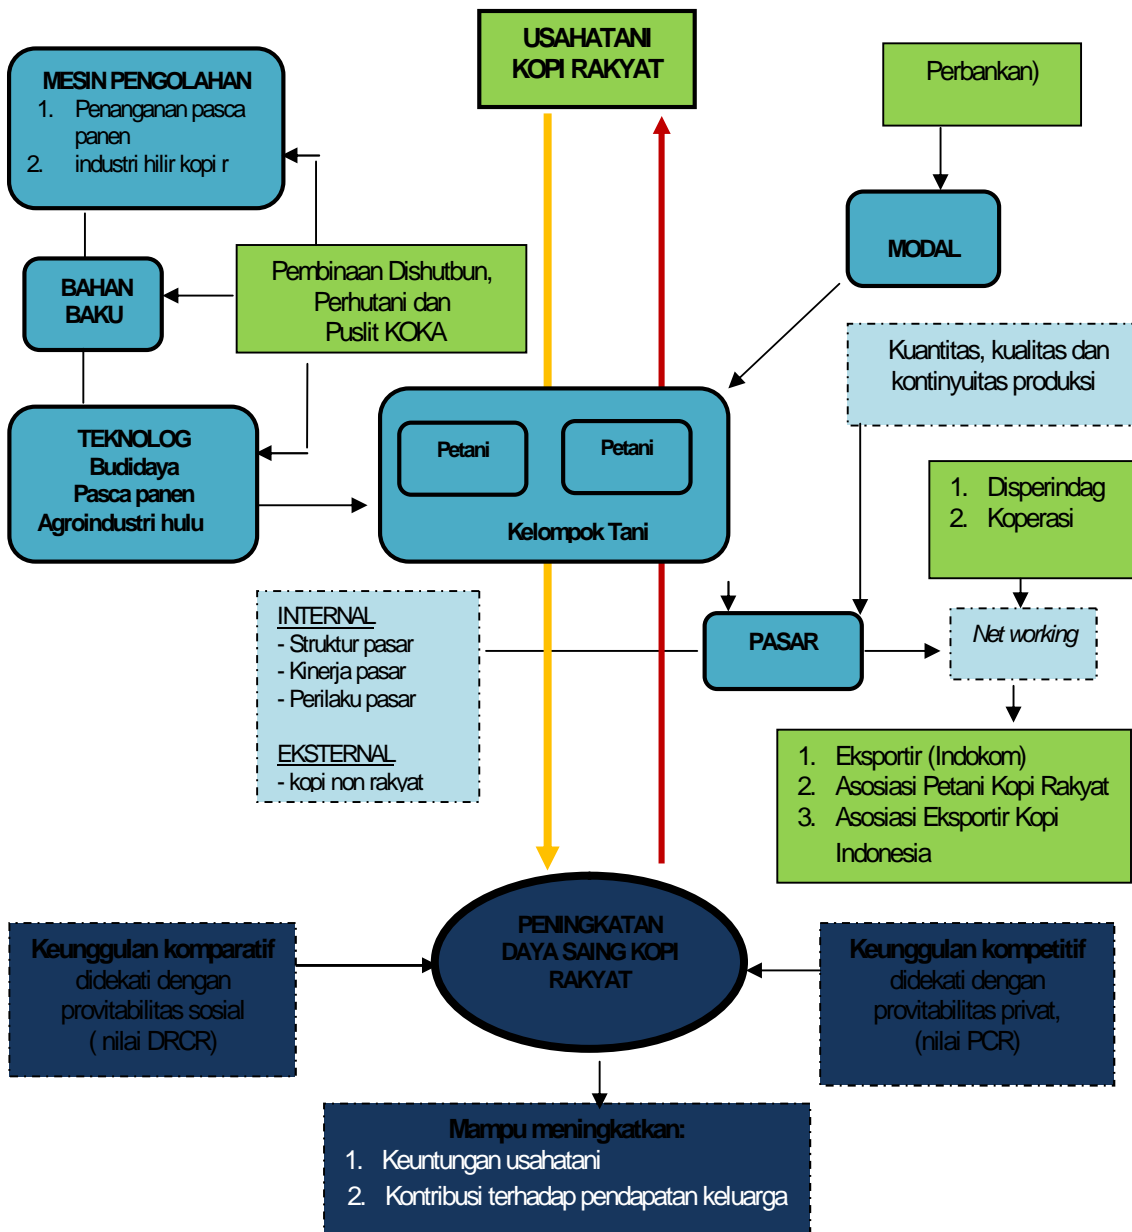 USAHATANI
KOPI RAKYAT
MESIN PENGOLAHAN
1. Penanganan pasca
panen
2. industri hilir kopi r
Perbankan)
MODAL
BAHAN
BAKU
Pembinaan Dishutbun,
Perhutani dan
Puslit KOKA
Kuantitas, kualitas dan
kontinyuitas produksi
TEKNOLOG
Budidaya
Pasca panen
Agroindustri hulu
Petani
Petani
Kelompok Tani
1. Disperindag
2. Koperasi
INTERNAL
- Struktur pasar
- Kinerja pasar
- Perilaku pasar
EKSTERNAL
- kopi non rakyat
PASAR
Net working
1. Eksportir (Indokom)
2. Asosiasi Petani Kopi Rakyat
3. Asosiasi Eksportir Kopi
Indonesia
PENINGKATAN
DAYA SAING KOPI
RAKYAT
Keunggulan komparatif
didekati dengan
provitabilitas sosial
( nilai DRCR)
Keunggulan kompetitif
didekati dengan
provitabilitas privat,
(nilai PCR)
Mampu meningkatkan:
1. Keuntungan usahatani
2. Kontribusi terhadap pendapatan keluarga